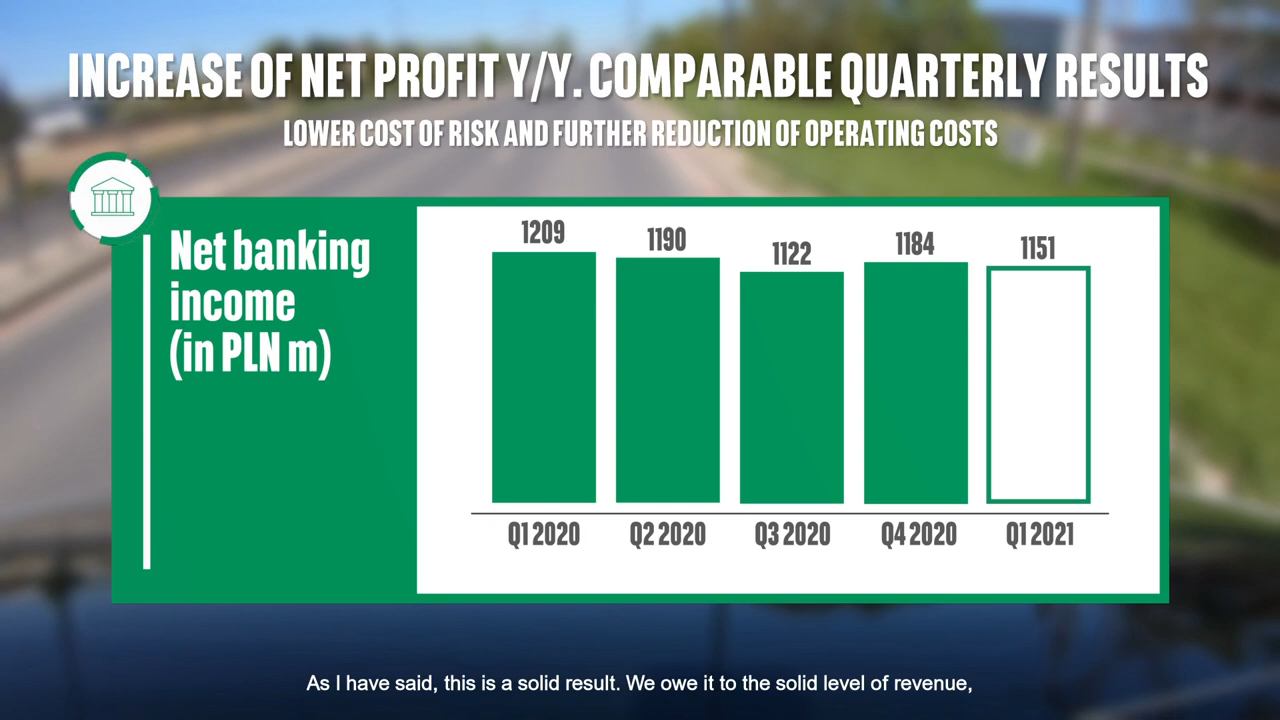 INCREASE OF NET PROFIT Y/Y. COMPARABLE QUARTERLY RESULTS
LOWER COST OF RISK AND FURTHER REDUCTION OF OPERATING COSTS
Net banking
income
(in PLN m)
1209 1190 1122 1184 1151
Q1 2020 Q2 2020 Q3 2020 Q4 2020 Q1 2021
As I have said, this is a solid result. We owe it to the solid level of revenue,